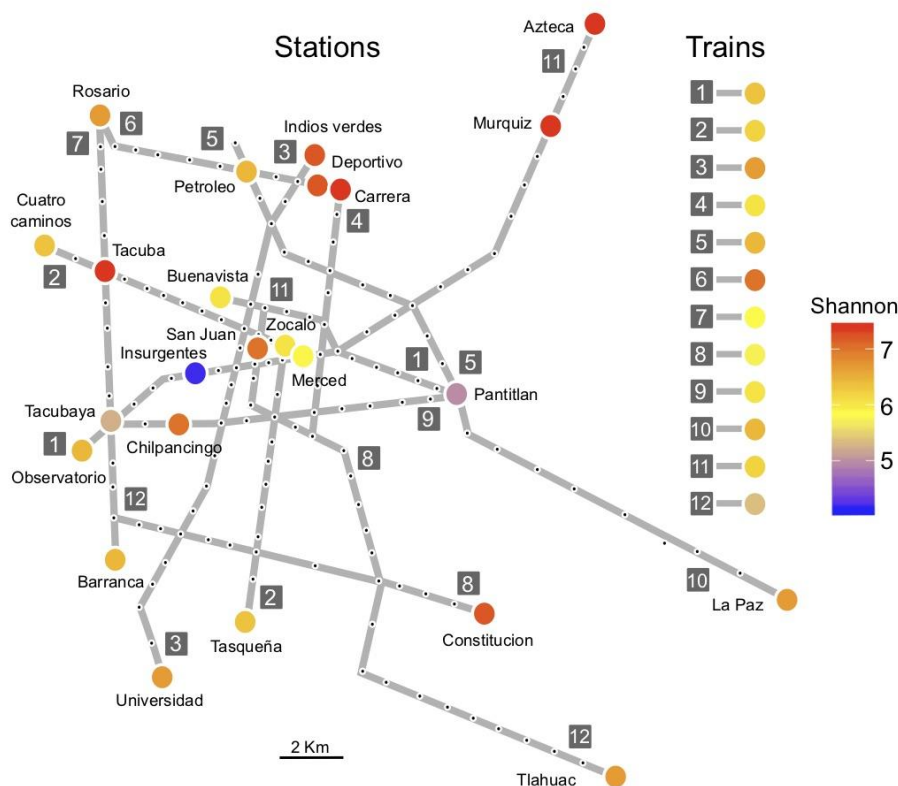 Stations
Trains
Azteca
11
Murquiz
Rosario
6
7
5
Indios verdes
3
Deportivo
Petroleo
Carrera
4
Cuatro
caminos
2
Tacuba
Buenavista
11
Zocalo
San Juan
Insurgentes
Merced
1
5
Pantitlan
9
Tacubaya
1
Chilpancingo
Observatorio
8
12
Barranca
10
La Paz
8
2
Constitucion
Tasqueña
3
Universidad
2 Km
12
Tlahuac
1
2
3
4
5
6
7
8
9
10
11
12
Shannon
7
6
5